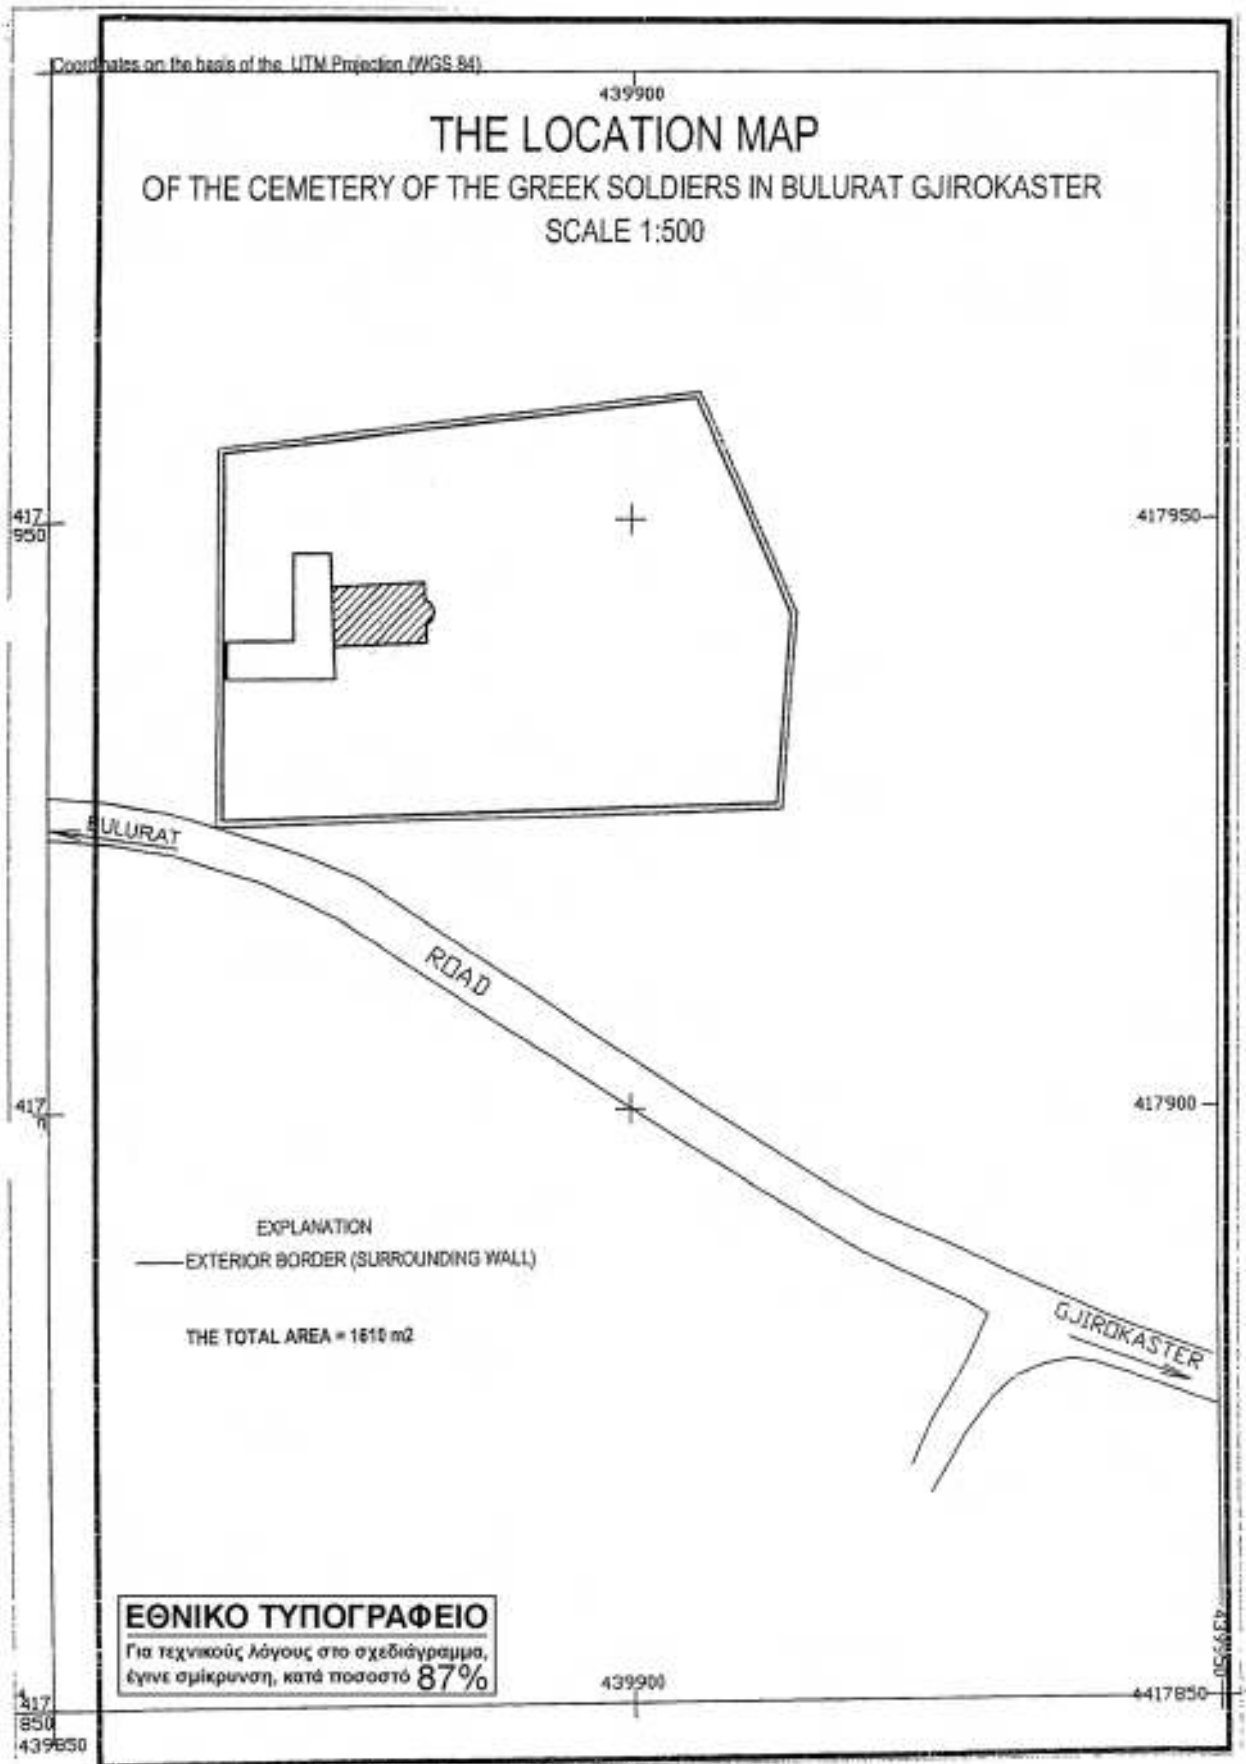 Coordinates on the basis of the UTM Projection (WGS 84)
439900
THE LOCATION MAP
OF THE CEMETERY OF THE GREEK SOLDIERS IN BULURAT GJIROKASTER
SCALE 1:500
417
950
417950
BULURAT
ROAD
417
417900
EXPLANATION
EXTERIOR BORDER (SURROUNDING WALL)
THE TOTAL AREA = 1610 m2
GJIROKASTER
ΕΘΝΙΚΟ ΤΥΠΟΓΡΑΦΕΙΟ
Για τεχνικούς λόγους στο σχεδιάγραμμα,
έγινε σμίκρυνση, κατά ποσοστό 87%
439900
439950
4417850
417
850
439850